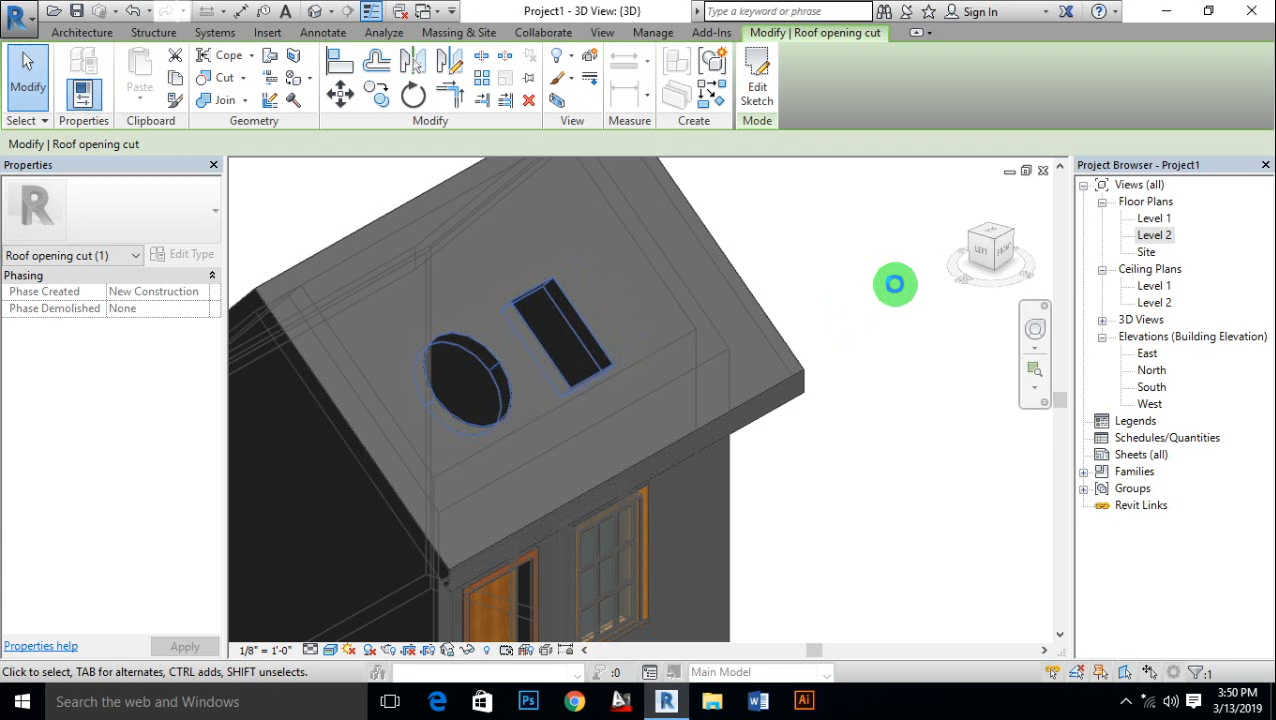 Project1 - 3D View: {3D}
Type a keyword or phrase
Sign In
Architecture
Structure
Systems
Insert
Annotate
Analyze
Massing & Site
Collaborate
View
Manage
Add-Ins
Modify | Roof opening cut
Modify
Paste
Cope
Cut
Join
Edit
Sketch
Select
Properties
Clipboard
Geometry
Modify
View
Measure
Create
Mode
Modify | Roof opening cut
Properties
Roof opening cut (1)
Edit Type
Phasing
Phase Created
New Construction
Phase Demolished
None
Properties help
Apply
LEFT
FRONT
1/8" = 1'-0"
Project Browser - Project1
Views (all)
Floor Plans
Level 1
Level 2
Site
Ceiling Plans
Level 1
Level 2
3D Views
Elevations (Building Elevation)
East
North
South
West
Legends
Schedules/Quantities
Sheets (all)
Families
Groups
Revit Links
Click to select, TAB for alternates, CTRL adds, SHIFT unselects.
:0
Main Model
:1
Search the web and Windows
3:50 PM
3/13/2019